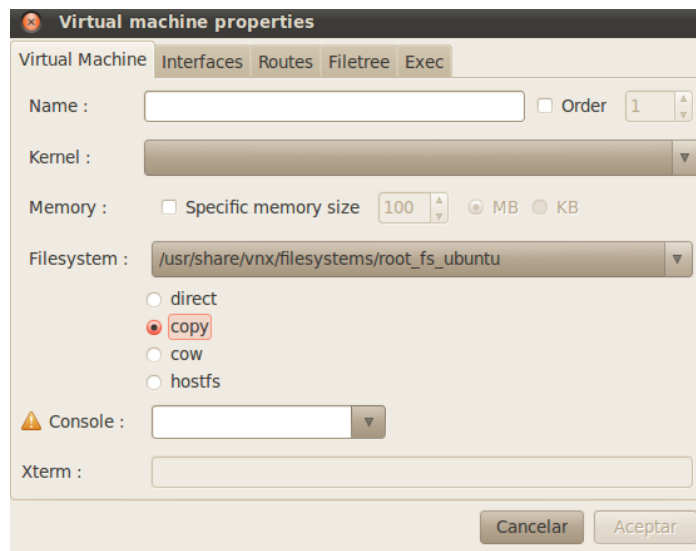 Virtual machine properties
Virtual Machine Interfaces Routes Filetree Exec
Name : Order 1
Kernel :
Memory : Specific memory size 100 MB KB
Filesystem : /usr/share/vnx/filesystems/root_fs_ubuntu
direct
copy
cow
hostfs
Console :
Xterm :
Cancelar Aceptar